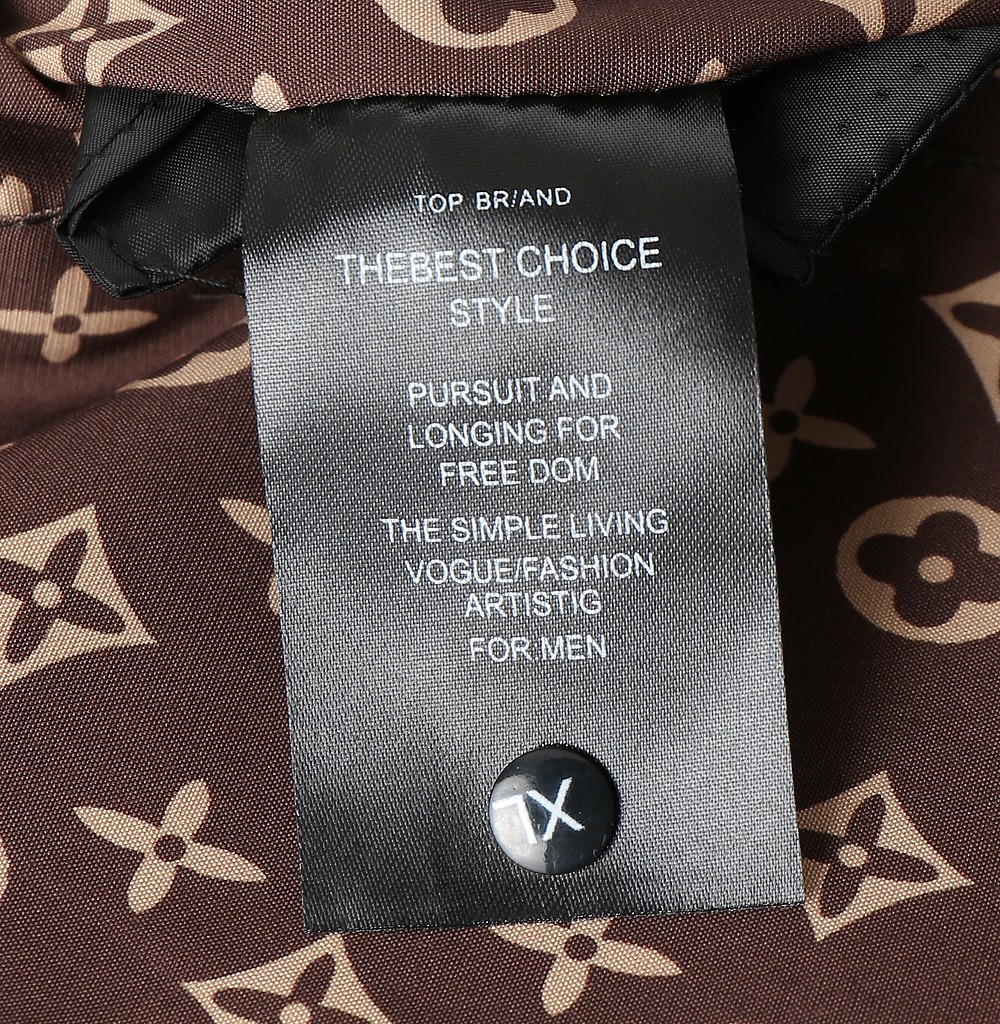 TOP BR/AND
THEBEST CHOICE
STYLE
PURSUIT AND
LONGING FOR
FREE DOM
THE SIMPLE LIVING
VOGUE/FASHION
ARTISTIG
FOR:MEN
XL